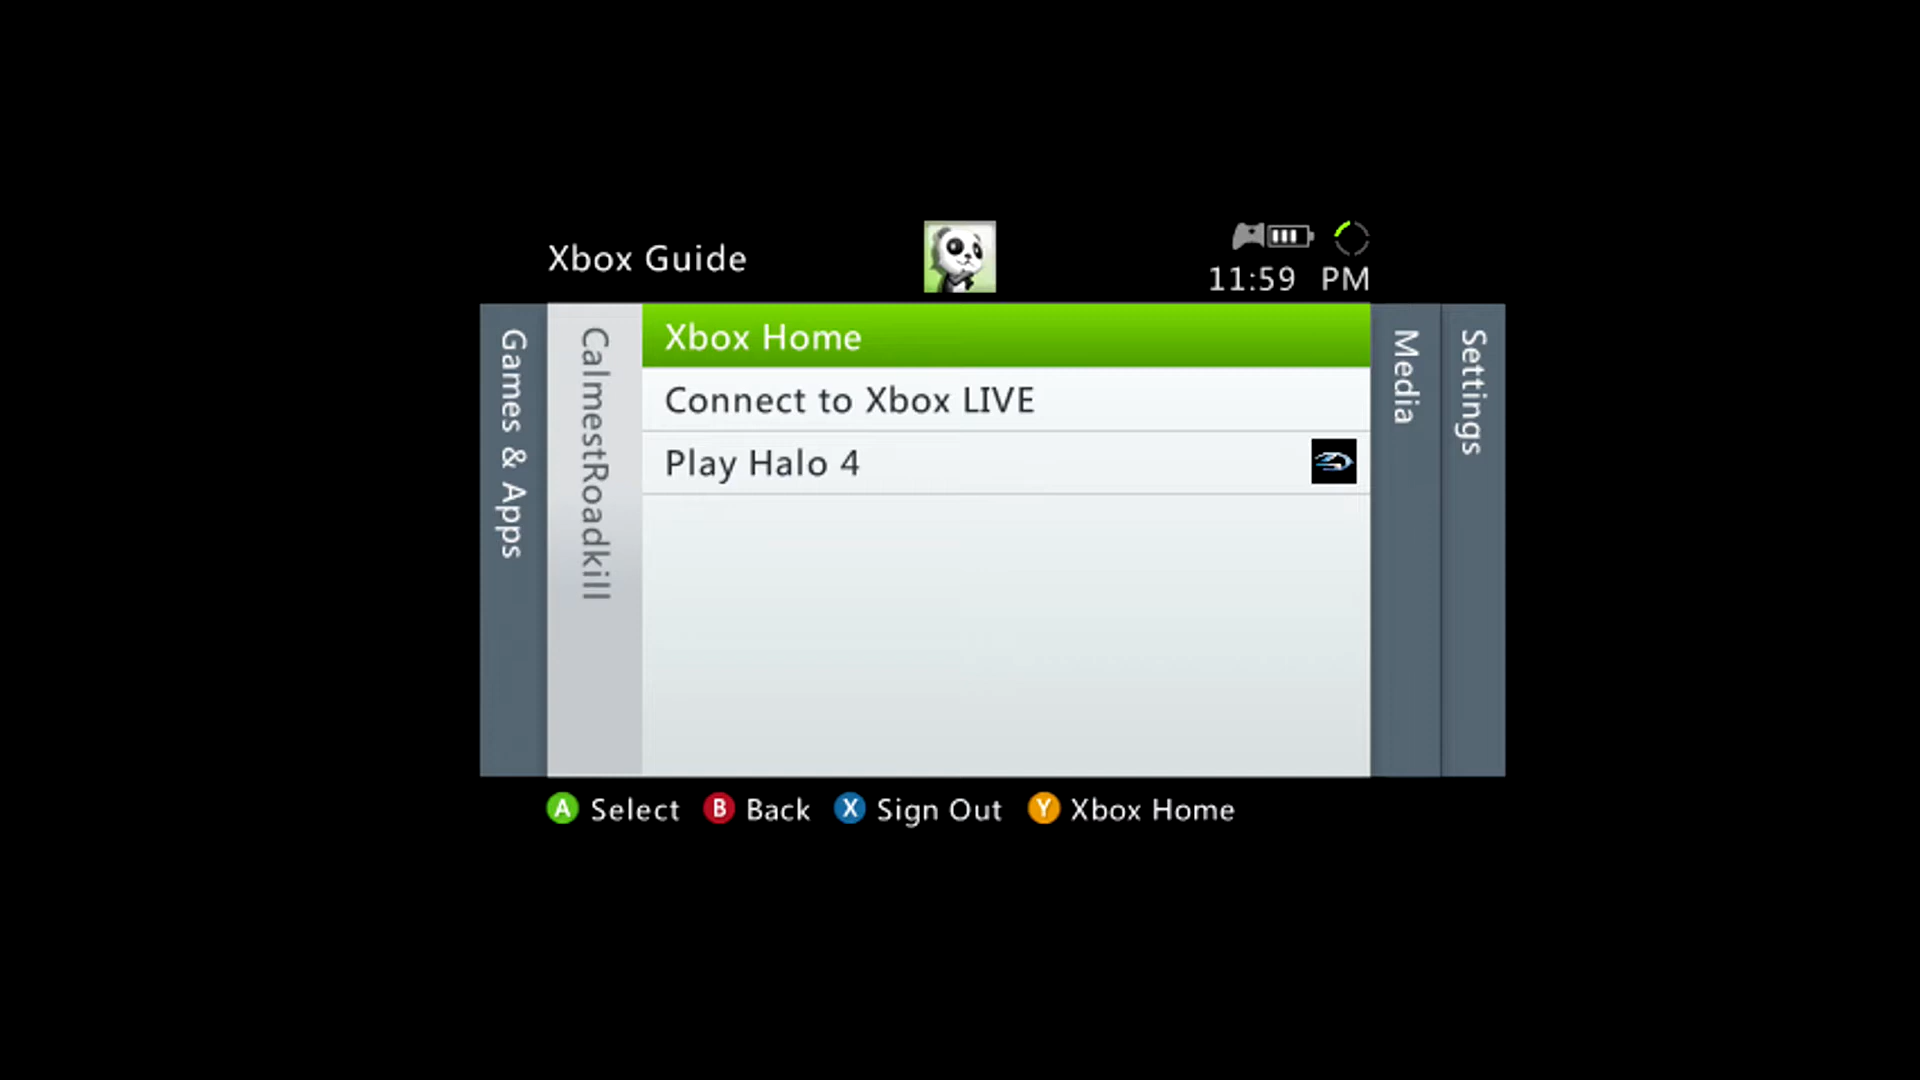 Xbox Guide
11:59 PM
Games & Apps
CalmestRoadkill
Xbox Home
Connect to Xbox LIVE
Play Halo 4
Media
Settings
A Select B Back X Sign Out Y Xbox Home